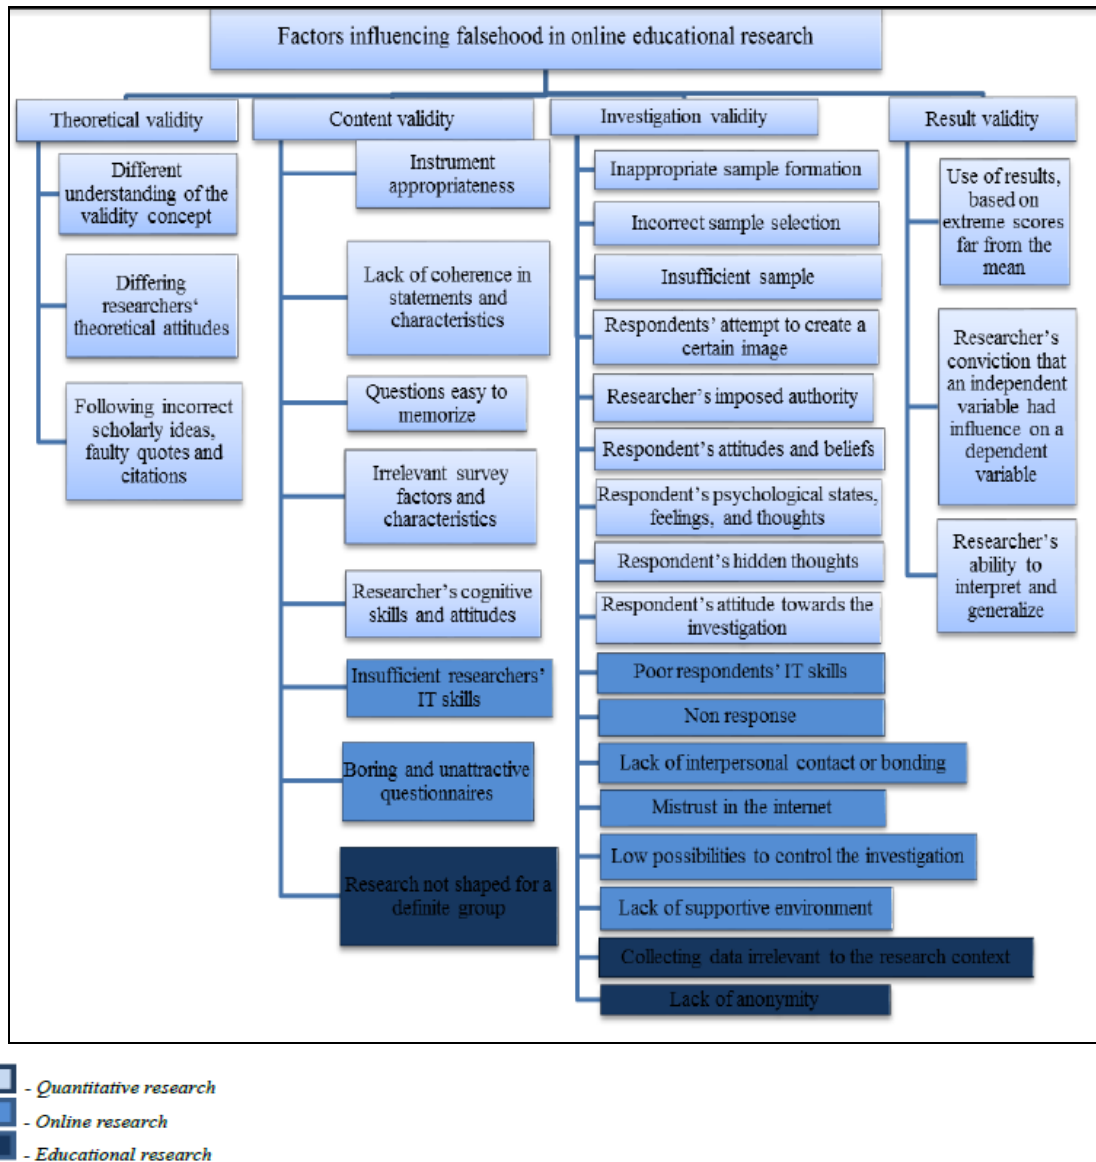 Factors influencing falsehood in online educational research
Theoretical validity
Different
understanding of the
validity concept
Differing
researchers‘
theoretical attitudes
Following incorrect
scholarly ideas,
faulty quotes and
citations
Content validity
Instrument
appropriateness
Lack of coherence in
statements and
characteristics
Questions easy to
memorize
Irrelevant survey
factors and
characteristics
Researcher’s cognitive
skills and attitudes
Insufficient researchers’
IT skills
Boring and unattractive
questionnaires
Research not shaped for a
definite group
Investigation validity
Inappropriate sample formation
Incorrect sample selection
Insufficient sample
Respondents’ attempt to create a
certain image
Researcher’s imposed authority
Respondent’s attitudes and beliefs
Respondent’s psychological states,
feelings, and thoughts
Respondent’s hidden thoughts
Respondent’s attitude towards the
investigation
Poor respondents’ IT skills
Non response
Lack of interpersonal contact or bonding
Mistrust in the internet
Low possibilities to control the investigation
Lack of supportive environment
Collecting data irrelevant to the research context
Lack of anonymity
Result validity
Use of results,
based on
extreme scores
far from the
mean
Researcher’s
conviction that
an independent
variable had
influence on a
dependent
variable
Researcher’s
ability to
interpret and
generalize
- Quantitative research
- Online research
- Educational research